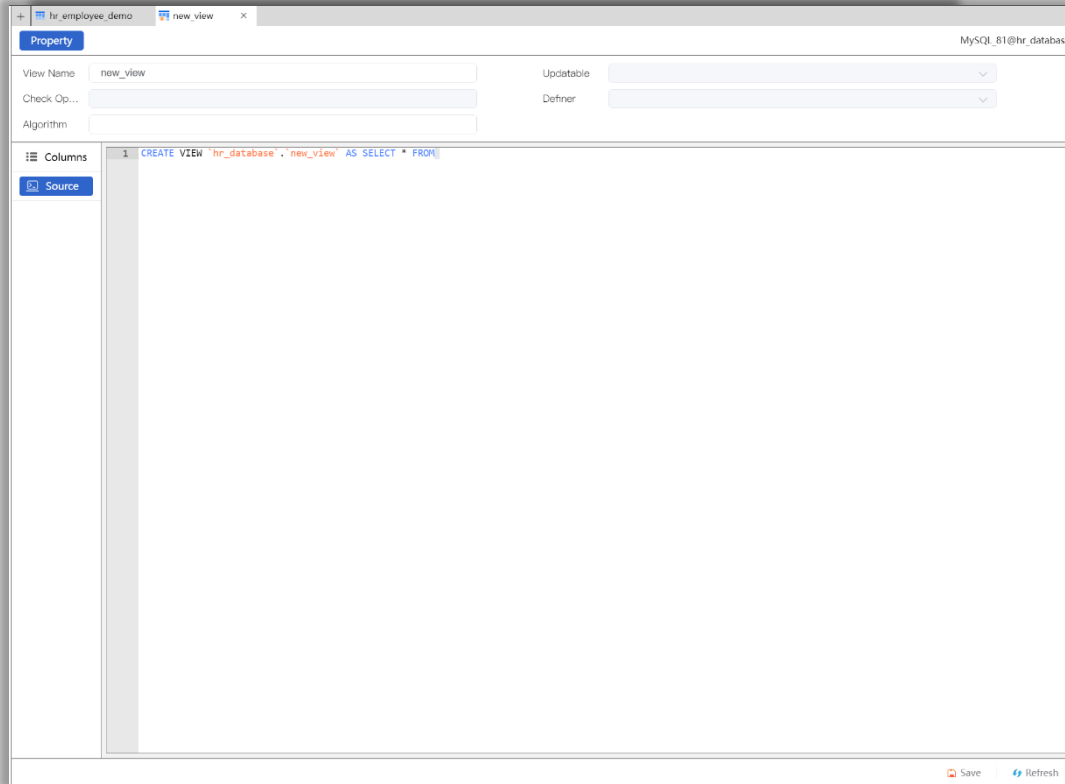 + hr_employee_demo new_view ×
Property MySQL_81@hr_databas
View Name new_view Updatable
Check Op... Definer
Algorithm
Columns
Source
1 CREATE VIEW `hr_database`.`new_view` AS SELECT * FROM
Save Refresh